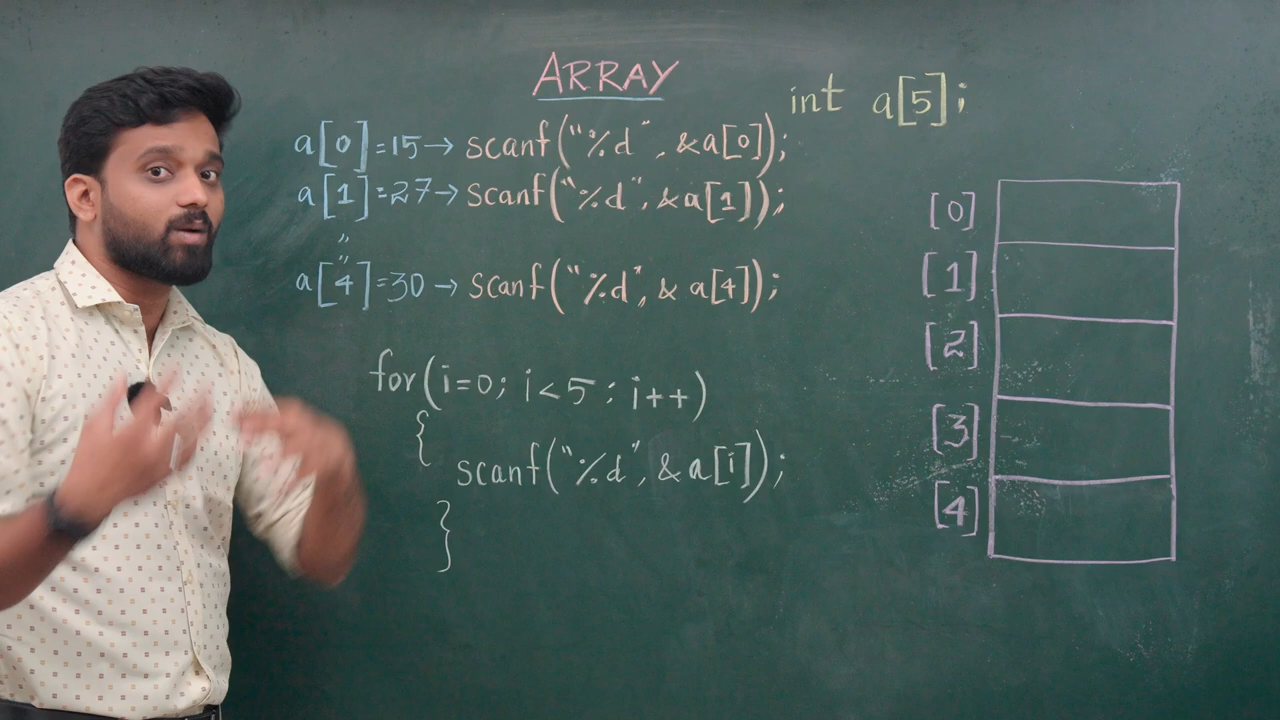 ARRAY
int a[5];
a[0]=15→ scanf("%d", &a[0]);
a[1]=27→ scanf("%d", &a[1]);
"
"
a[4]=30→ scanf("%d", & a[4]);
for(i=0; i<5; i++)
{
scanf("%d", &a[i]);
}
[0]
[1]
[2]
[3]
[4]